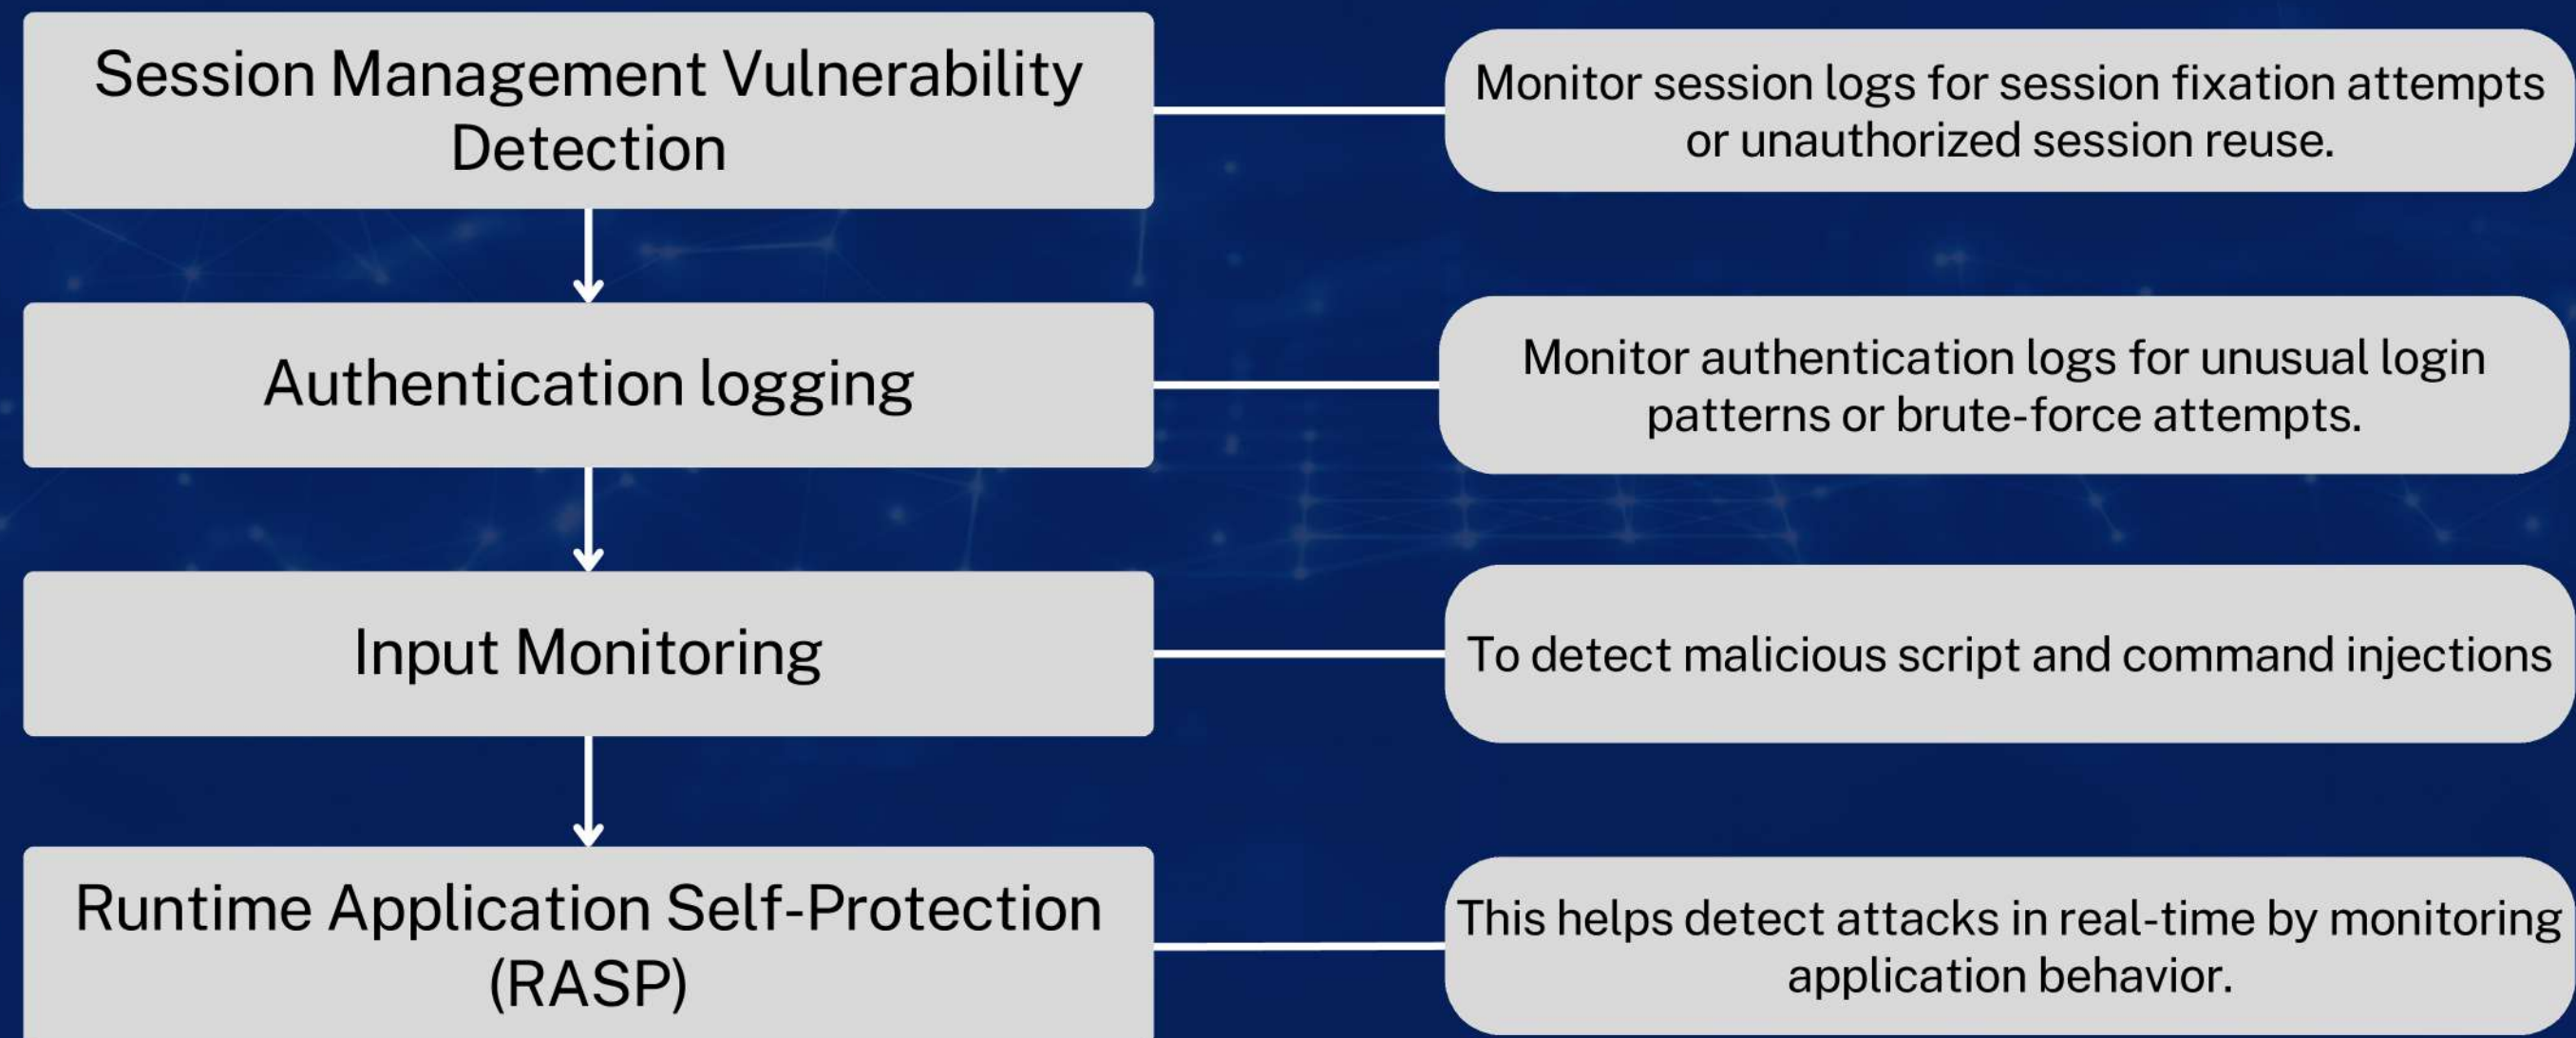 Session Management Vulnerability
Detection
Monitor session logs for session fixation attempts
or unauthorized session reuse.
Authentication logging
Monitor authentication logs for unusual login
patterns or brute-force attempts.
Input Monitoring
To detect malicious script and command injections
Runtime Application Self-Protection
(RASP)
This helps detect attacks in real-time by monitoring
application behavior.